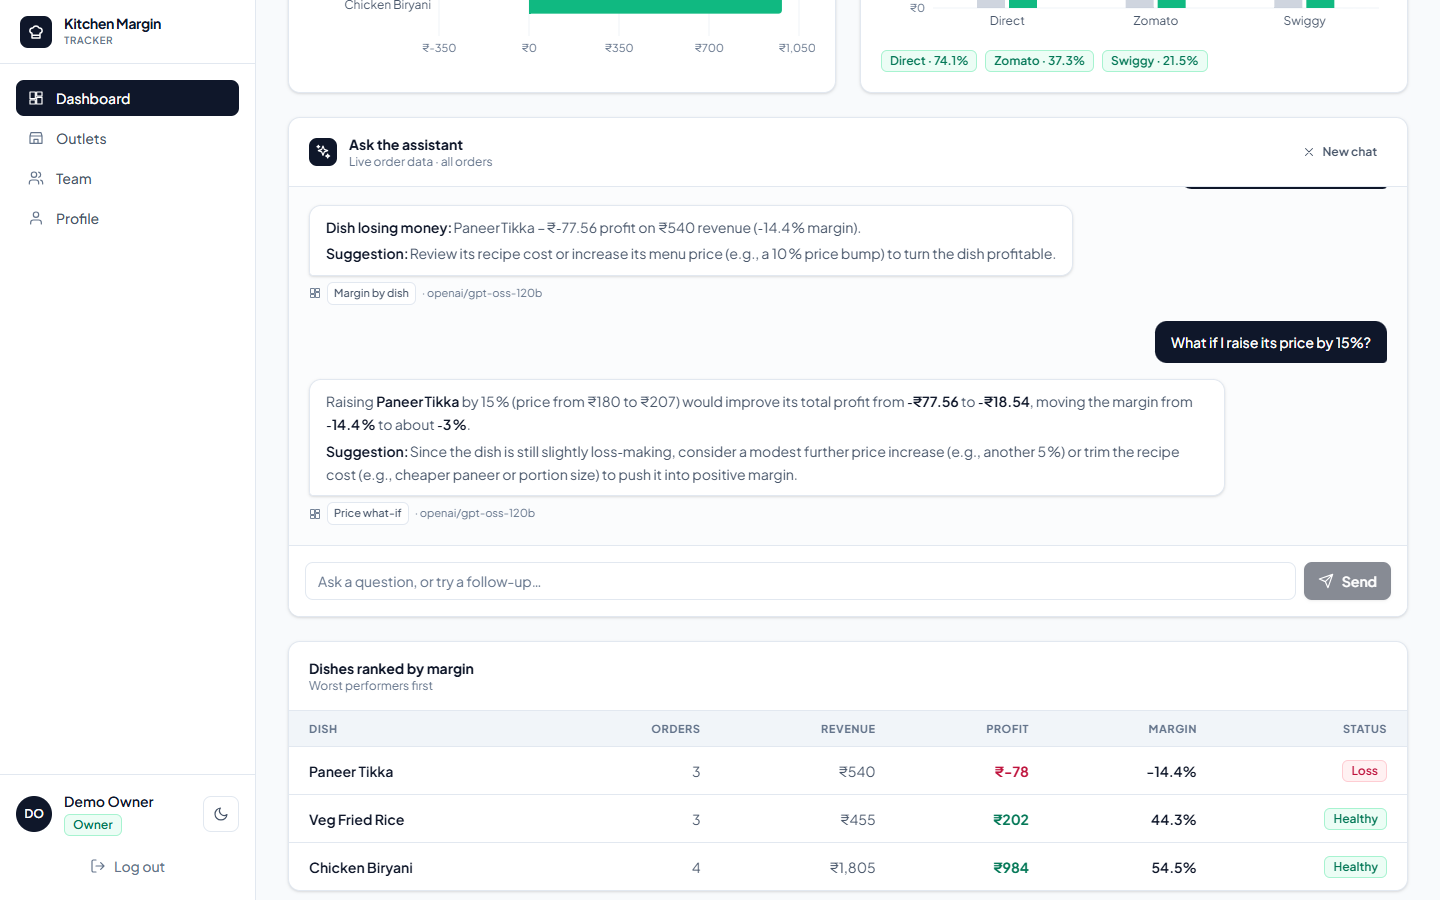 Kitchen Margin
TRACKER
Dashboard
Outlets
Team
Profile
Demo Owner
DO
Owner
Log out
Chicken Biryani
₹-350 ₹0 ₹350 ₹700 ₹1,050
₹0
Direct Zomato Swiggy
Direct · 74.1% Zomato · 37.3% Swiggy · 21.5%
Ask the assistant
Live order data · all orders
New chat
Dish losing money: Paneer Tikka – ₹-77.56 profit on ₹540 revenue (-14.4% margin).
Suggestion: Review its recipe cost or increase its menu price (e.g., a 10% price bump) to turn the dish profitable.
Margin by dish · openai/gpt-oss-120b
What if I raise its price by 15%?
Raising Paneer Tikka by 15% (price from ₹180 to ₹207) would improve its total profit from -₹77.56 to -₹18.54, moving the margin from
-14.4% to about -3%.
Suggestion: Since the dish is still slightly loss-making, consider a modest further price increase (e.g., another 5%) or trim the recipe
cost (e.g., cheaper paneer or portion size) to push it into positive margin.
Price what-if · openai/gpt-oss-120b
Ask a question, or try a follow-up...
Send
Dishes ranked by margin
Worst performers first
DISH ORDERS REVENUE PROFIT MARGIN STATUS
Paneer Tikka 3 ₹540 ₹-78 -14.4% Loss
Veg Fried Rice 3 ₹455 ₹202 44.3% Healthy
Chicken Biryani 4 ₹1,805 ₹984 54.5% Healthy